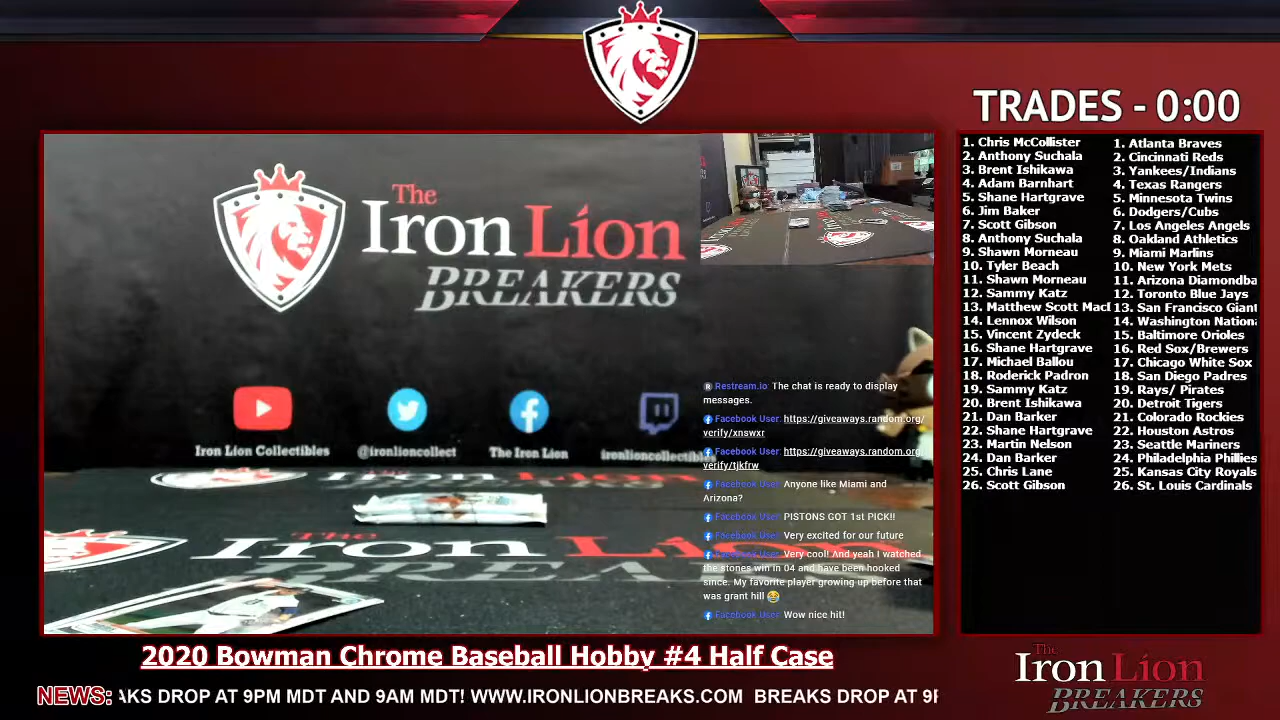 TRADES - 0:00
The
Iron Lion
BREAKERS
Iron Lion Collectibles
@ironlioncollect
The Iron Lion
ironlioncollectibles
Restream.io The chat is ready to display
messages.
Facebook User: https://giveaways.random.org/
verify/xnswxr
Facebook User: https://giveaways.random.org/
verify/tjkfrw
Facebook User: Anyone like Miami and
Arizona?
Facebook User: PISTONS GOT 1st PICK!!
Facebook User: Very excited for our future
Facebook User: Very cool! And yeah I watched
the stones win in 04 and have been hooked
since. My favorite player growing up before that
was grant hill 😂
Facebook User: Wow nice hit!
The
Iron Lio
BREAKERS
1. Chris McCollister
2. Anthony Suchala
3. Brent Ishikawa
4. Adam Barnhart
5. Shane Hartgrave
6. Jim Baker
7. Scott Gibson
8. Anthony Suchala
9. Shawn Morneau
10. Tyler Beach
11. Shawn Morneau
12. Sammy Katz
13. Matthew Scott Macl
14. Lennox Wilson
15. Vincent Zydeck
16. Shane Hartgrave
17. Michael Ballou
18. Roderick Padron
19. Sammy Katz
20. Brent Ishikawa
21. Dan Barker
22. Shane Hartgrave
23. Martin Nelson
24. Dan Barker
25. Chris Lane
26. Scott Gibson
1. Atlanta Braves
2. Cincinnati Reds
3. Yankees/Indians
4. Texas Rangers
5. Minnesota Twins
6. Dodgers/Cubs
7. Los Angeles Angels
8. Oakland Athletics
9. Miami Marlins
10. New York Mets
11. Arizona Diamondba
12. Toronto Blue Jays
13. San Francisco Giant
14. Washington Nationa
15. Baltimore Orioles
16. Red Sox/Brewers
17. Chicago White Sox
18. San Diego Padres
19. Rays/ Pirates
20. Detroit Tigers
21. Colorado Rockies
22. Houston Astros
23. Seattle Mariners
24. Philadelphia Phillies
25. Kansas City Royals
26. St. Louis Cardinals
2020 Bowman Chrome Baseball Hobby #4 Half Case
The
Iron Lion
BREAKERS
NEWS: AKS DROP AT 9PM MDT AND 9AM MDT! WWW.IRONLIONBREAKS.COM BREAKS DROP AT 9P